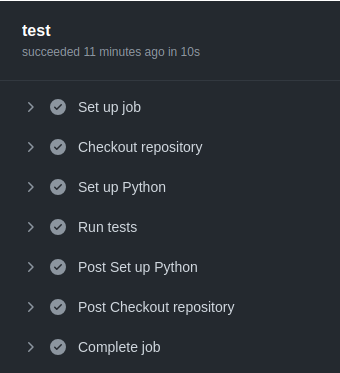 test
succeeded 11 minutes ago in 10s
Set up job
Checkout repository
Set up Python
Run tests
Post Set up Python
Post Checkout repository
Complete job